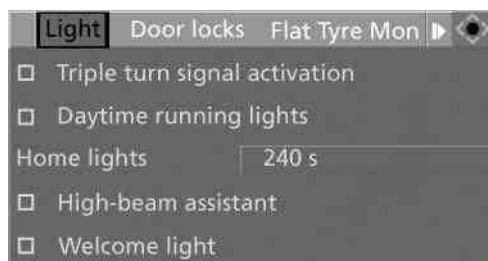 Light Door locks Flat Tyre Mon
Triple turn signal activation
Daytime running lights
Home lights 240 s
High-beam assistant
Welcome light